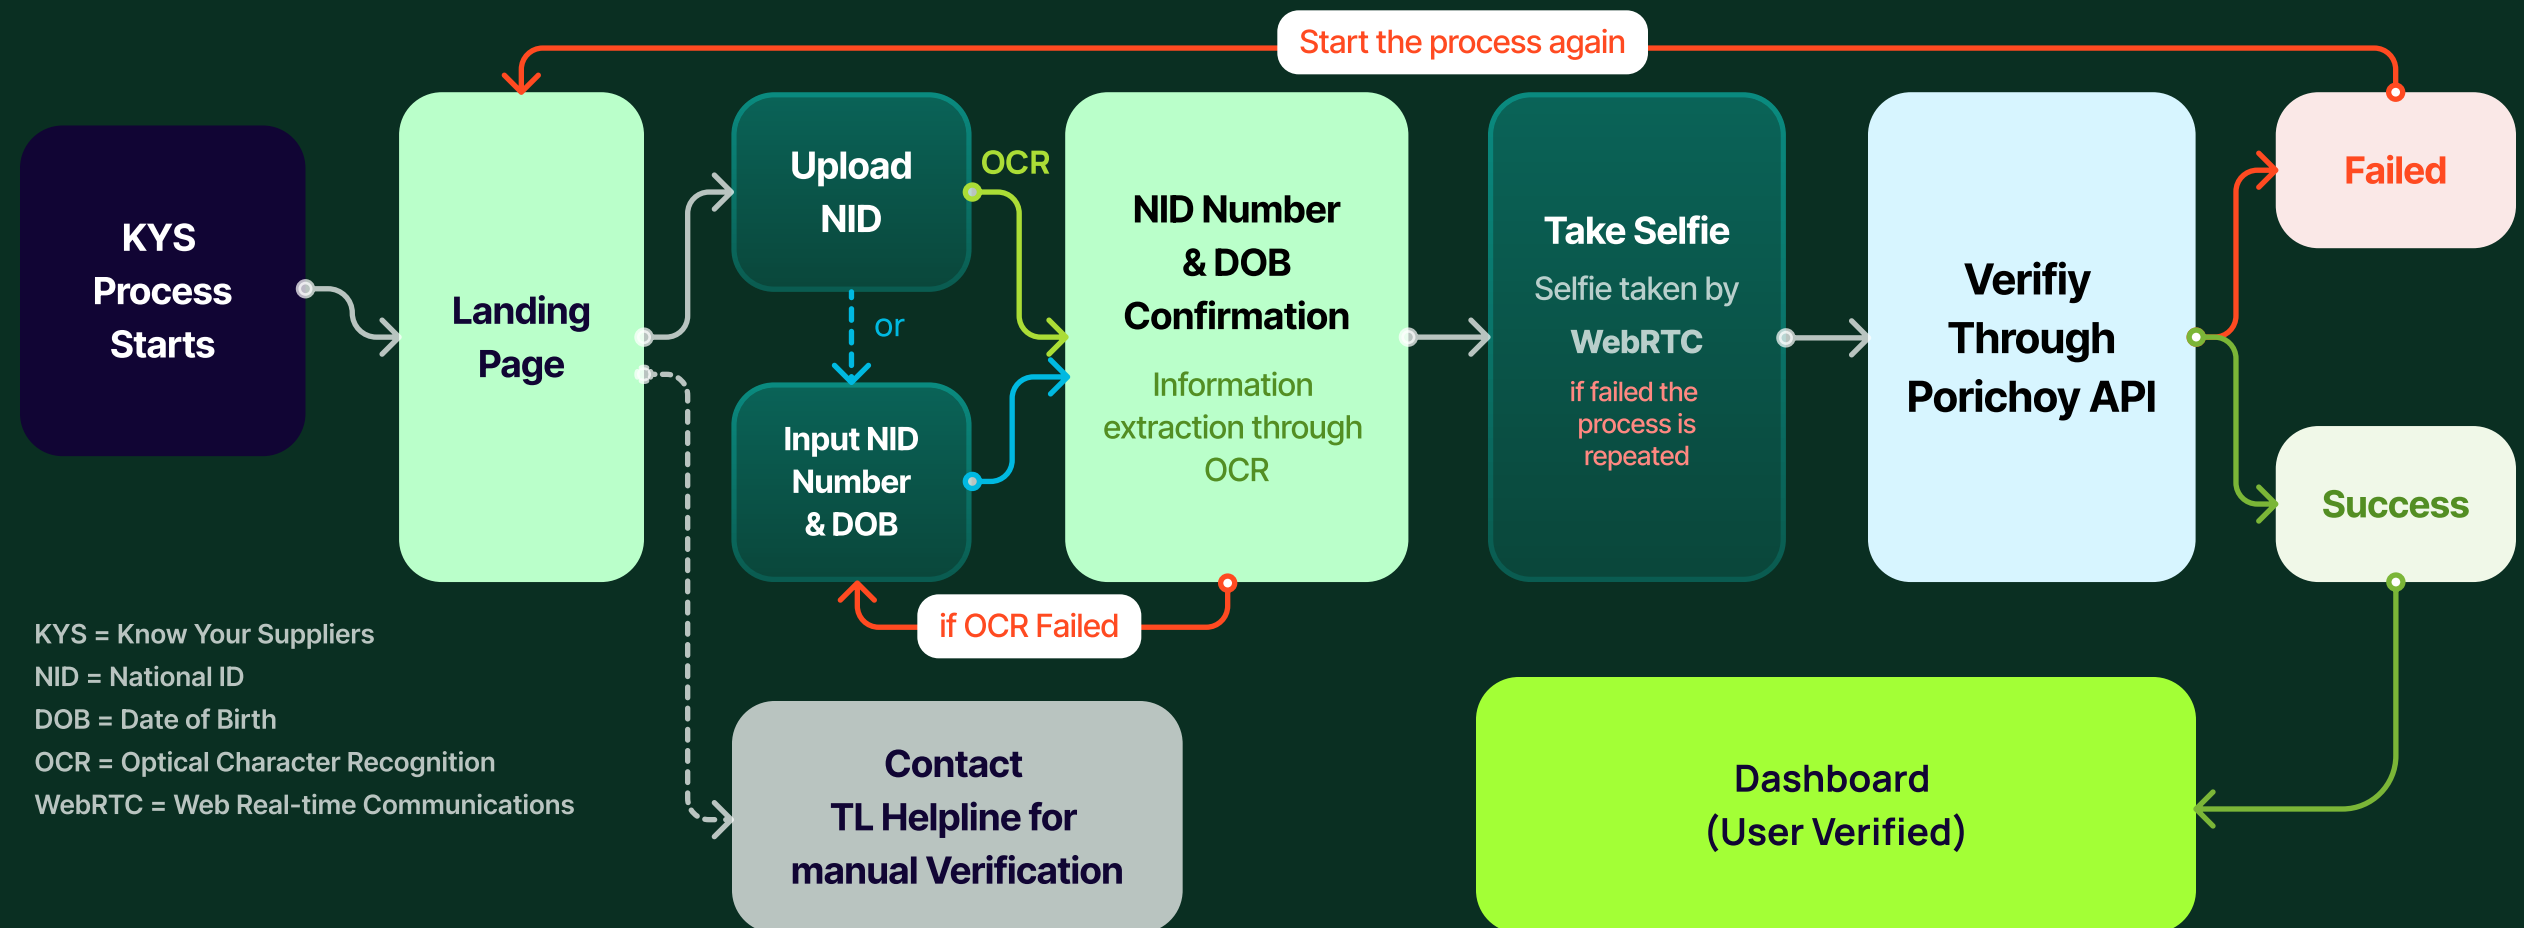 Start the process again
KYS
Process
Starts
Landing
Page
Upload
NID
OCR
or
Input NID
Number
& DOB
NID Number
& DOB
Confirmation
Information
extraction through
OCR
if OCR Failed
Take Selfie
Selfie taken by
WebRTC
if failed the
process is
repeated
Verifiy
Through
Porichoy API
Failed
Success
KYS = Know Your Suppliers
NID = National ID
DOB = Date of Birth
OCR = Optical Character Recognition
WebRTC = Web Real-time Communications
Contact
TL Helpline for
manual Verification
Dashboard
(User Verified)